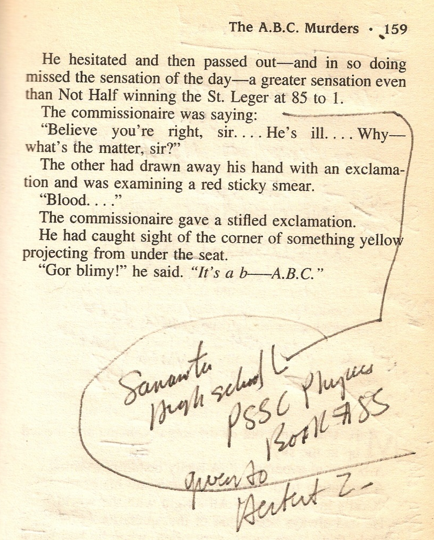 The A.B.C. Murders • 159
He hesitated and then passed out—and in so doing
missed the sensation of the day—a greater sensation even
than Not Half winning the St. Leger at 85 to 1.
The commissionaire was saying:
"Believe you're right, sir. . . . He's ill. . . . Why—
what's the matter, sir?"
The other had drawn away his hand with an exclama-
tion and was examining a red sticky smear.
"Blood. . . ."
The commissionaire gave a stifled exclamation.
He had caught sight of the corner of something yellow
projecting from under the seat.
"Gor blimy!" he said. "It's a b——A.B.C."
High school
PSSC Physics
Book
given to
Herbert Z